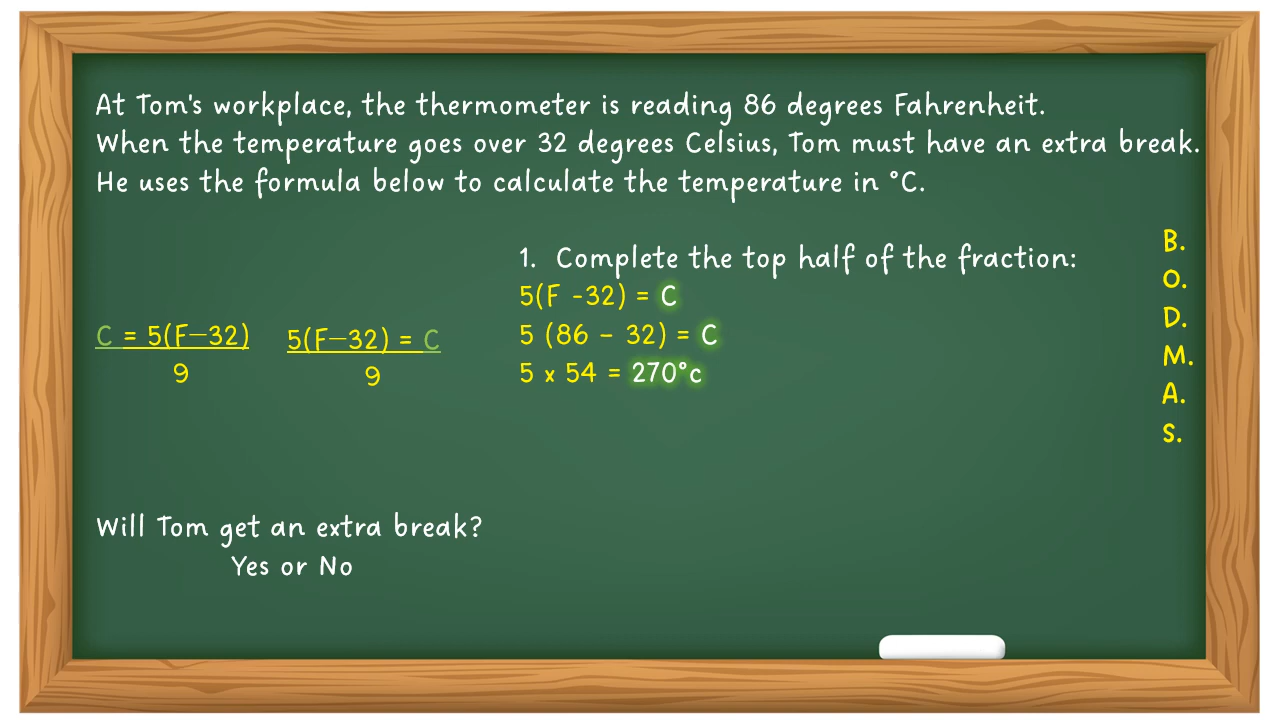 At Tom's workplace, the thermometer is reading 86 degrees Fahrenheit.
When the temperature goes over 32 degrees Celsius, Tom must have an extra break.
He uses the formula below to calculate the temperature in °C.
C = 5(F–32)
9
5(F–32) = C
9
1. Complete the top half of the fraction:
5(F -32) = C
5 (86 - 32) = C
5 x 54 = 270°c
B.
O.
D.
M.
A.
S.
Will Tom get an extra break?
Yes or No